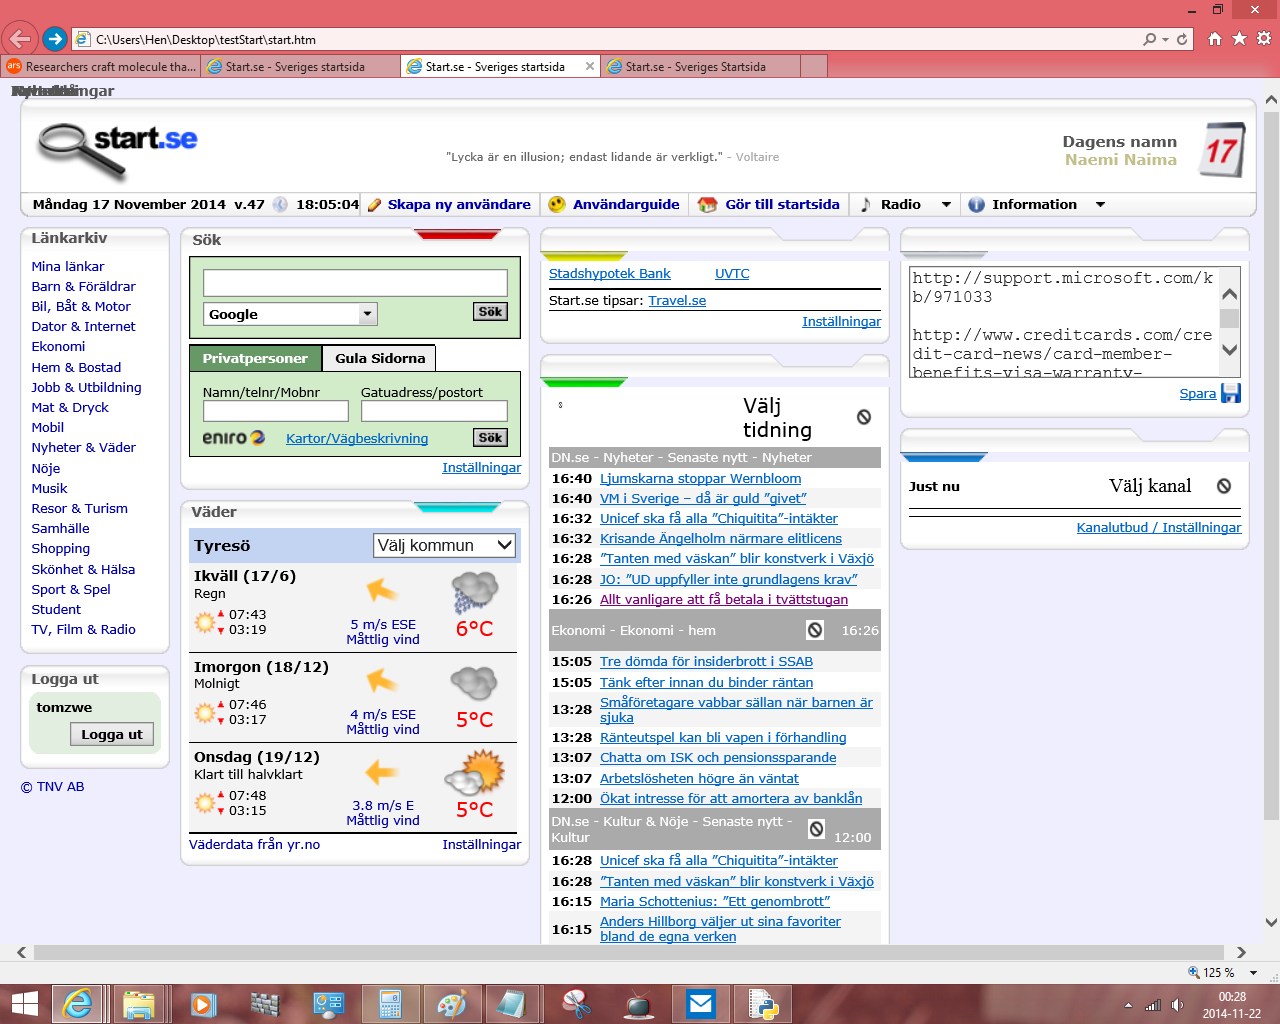 C:\Users\Hen\Desktop\testStart\start.htm
ars Researchers craft molecule tha...
Start.se - Sveriges startsida
Start.se - Sveriges startsida
Start.se - Sveriges Startsida
start.se
"Lycka är en illusion; endast lidande är verkligt." - Voltaire
Dagens namn
Naemi Naima
17
Måndag 17 November 2014 v.47 18:05:04
Skapa ny användare
Användarguide
Gör till startsida
Radio
Information
Länkarkiv
Mina länkar
Barn & Föräldrar
Bil, Båt & Motor
Dator & Internet
Ekonomi
Hem & Bostad
Jobb & Utbildning
Mat & Dryck
Mobil
Nyheter & Väder
Nöje
Musik
Resor & Turism
Samhälle
Shopping
Skönhet & Hälsa
Sport & Spel
Student
TV, Film & Radio
Logga ut
tomzwe
Logga ut
© TNV AB
Sök
Google
Sök
Privatpersoner
Gula Sidorna
Namn/telnr/Mobnr
Gatuadress/postort
eniro
Kartor/Vägbeskrivning
Sök
Inställningar
Väder
Tyresö
Välj kommun
Ikväll (17/6)
Regn
07:43
03:19
5 m/s ESE
Måttlig vind
6°C
Imorgon (18/12)
Molnigt
07:46
03:17
4 m/s ESE
Måttlig vind
5°C
Onsdag (19/12)
Klart till halvklart
07:48
03:15
3.8 m/s E
Måttlig vind
5°C
Väderdata från yr.no
Inställningar
Stadshypotek Bank
UVTC
Start.se tipsar: Travel.se
Inställningar
Välj
tidning
DN.se - Nyheter - Senaste nytt - Nyheter
16:40 Ljumskarna stoppar Wernbloom
16:40 VM i Sverige – då är guld ”givet”
16:32 Unicef ska få alla ”Chiquitita”-intäkter
16:32 Krisande Ängelholm närmare elitlicens
16:28 ”Tanten med väskan” blir konstverk i Växjö
16:28 JO: ”UD uppfyller inte grundlagens krav”
16:26 Allt vanligare att få betala i tvättstugan
Ekonomi - Ekonomi - hem 16:26
15:05 Tre dömda för insiderbrott i SSAB
15:05 Tänk efter innan du binder räntan
13:28 Småföretagare vabbar sällan när barnen är
sjuka
13:28 Ränteutspel kan bli vapen i förhandling
13:07 Chatta om ISK och pensionssparande
13:07 Arbetslösheten högre än väntat
12:00 Ökat intresse för att amortera av banklån
DN.se - Kultur & Nöje - Senaste nytt -
Kultur 12:00
16:28 Unicef ska få alla ”Chiquitita”-intäkter
16:28 ”Tanten med väskan” blir konstverk i Växjö
16:15 Maria Schottenius: ”Ett genombrott”
16:15 Anders Hillborg väljer ut sina favoriter
bland de egna verken
http://support.microsoft.com/k
b/971033
http://www.creditcards.com/cre
dit-card-news/card-member-
benefits-visa-warranty-
Spara
Just nu
Välj kanal
Kanalutbud / Inställningar
125 %
00:28
2014-11-22